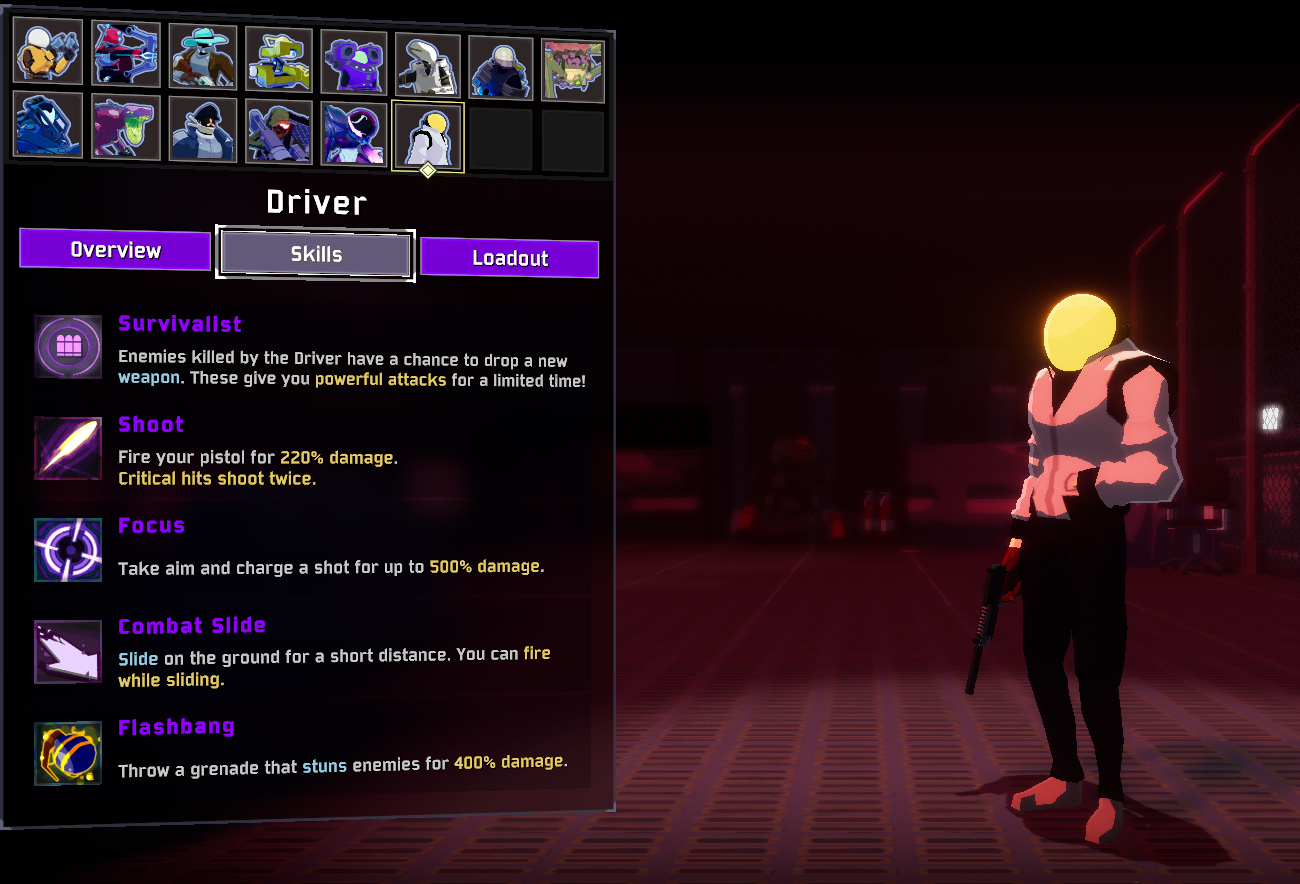 Driver
Overview
Skills
Loadout
Survivalist
Enemies killed by the Driver have a chance to drop a new
weapon. These give you powerful attacks for a limited time!
Shoot
Fire your pistol for 220% damage.
Critical hits shoot twice.
Focus
Take aim and charge a shot for up to 500% damage.
Combat Slide
Slide on the ground for a short distance. You can fire
while sliding.
Flashbang
Throw a grenade that stuns enemies for 400% damage.